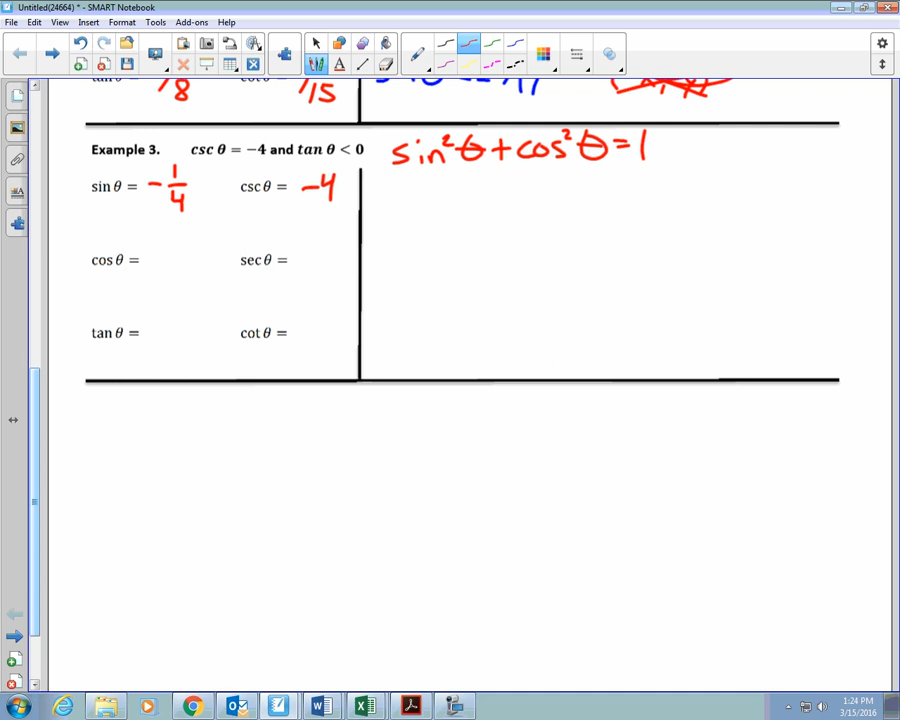 Untitled(24664) * - SMART Notebook
File Edit View Insert Format Tools Add-ons Help
/8 /15
Example 3. csc θ = −4 and tan θ < 0 sin²θ + cos²θ = 1
sin θ = -1/4 csc θ = -4
cos θ = sec θ =
tan θ = cot θ =
1:24 PM
3/15/2016